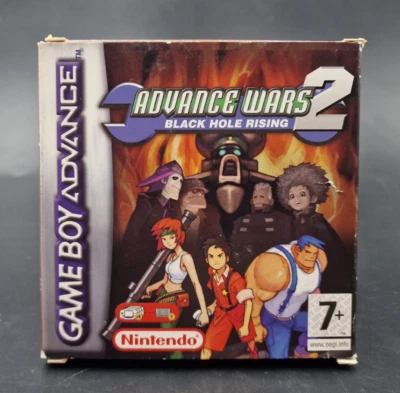 GAME BOY ADVANCE
ADVANCE WARS 2
BLACK HOLE RISING
Nintendo
7+
www.pegi.info